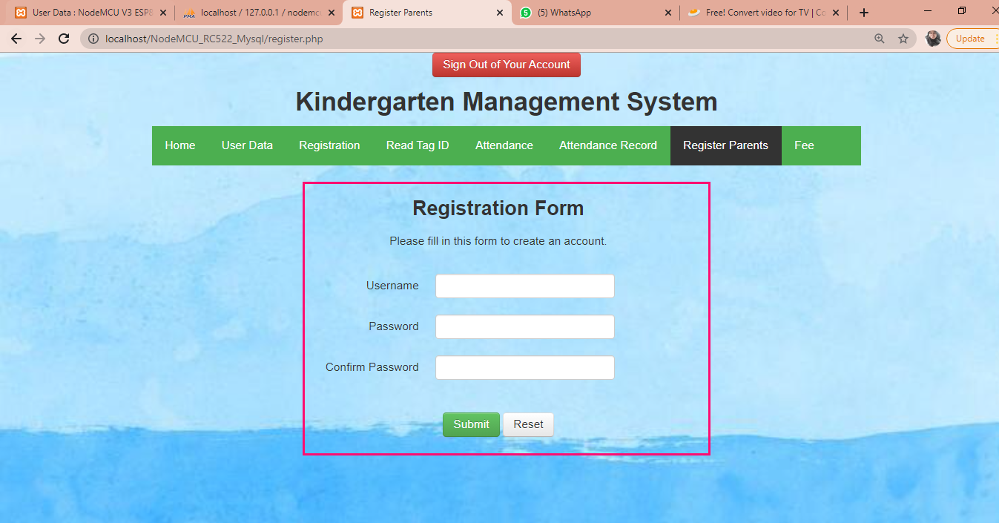 User Data : NodeMCU V3 ESP8
localhost / 127.0.0.1 / nodemc
Register Parents
(5) WhatsApp
Free! Convert video for TV | Co
localhost/NodeMCU_RC522_Mysql/register.php
Update
Sign Out of Your Account
Kindergarten Management System
Home User Data Registration Read Tag ID Attendance Attendance Record Register Parents Fee
Registration Form
Please fill in this form to create an account.
Username
Password
Confirm Password
Submit Reset